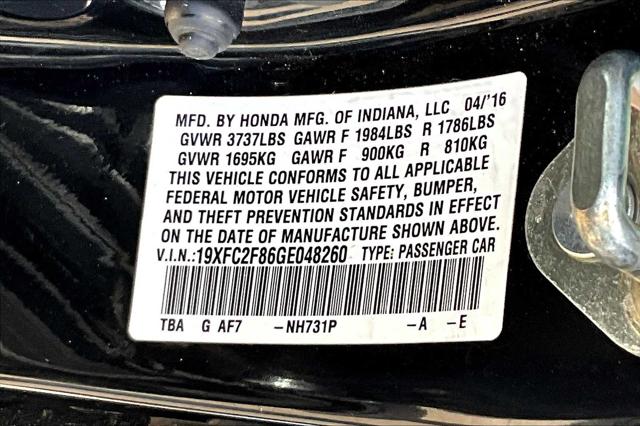 MFD. BY HONDA MFG. OF INDIANA, LLC 04/'16
GVWR 3737LBS GAWR F 1984LBS R 1786LBS
GVWR 1695KG GAWR F 900KG R 810KG
THIS VEHICLE CONFORMS TO ALL APPLICABLE
FEDERAL MOTOR VEHICLE SAFETY, BUMPER,
AND THEFT PREVENTION STANDARDS IN EFFECT
ON THE DATE OF MANUFACTURE SHOWN ABOVE.
V.I.N.:19XFC2F86GE048260 TYPE: PASSENGER CAR
TBA G AF7 -NH731P -A -E